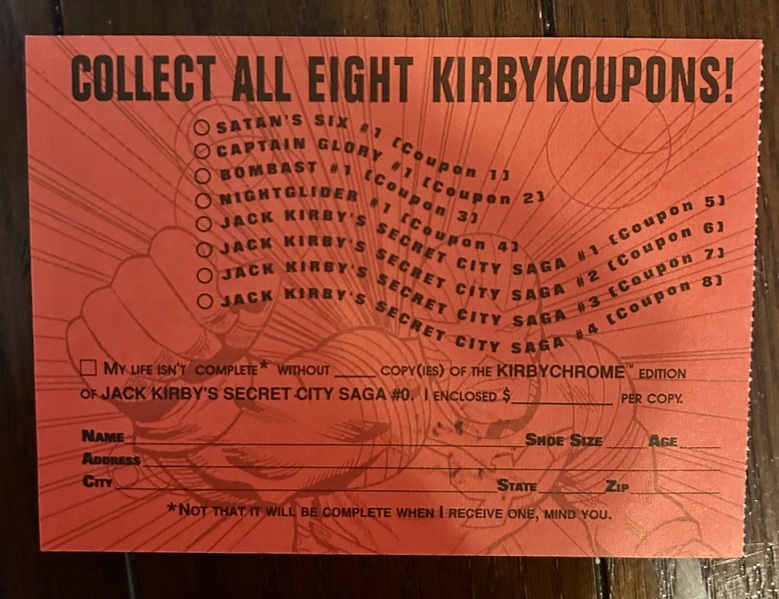 COLLECT ALL EIGHT KIRBYKOUPONS!
SATAN'S SIX #1 [Coupon 1]
CAPTAIN GLORY #1 [Coupon 2]
BOMBAST #1 [Coupon 3]
NIGHTGLIDER #1 [Coupon 4]
JACK KIRBY'S SECRET CITY SAGA #1 [Coupon 5]
JACK KIRBY'S SECRET CITY SAGA #2 [Coupon 6]
JACK KIRBY'S SECRET CITY SAGA #3 [Coupon 7]
JACK KIRBY'S SECRET CITY SAGA #4 [Coupon 8]
MY LIFE ISN'T COMPLETE* WITHOUT _____ COPY(IES) OF THE KIRBYCHROME™ EDITION
OF JACK KIRBY'S SECRET CITY SAGA #0. I ENCLOSED $__________ PER COPY.
NAME SHOE SIZE AGE
ADDRESS
CITY STATE ZIP
*NOT THAT IT WILL BE COMPLETE WHEN I RECEIVE ONE, MIND YOU.